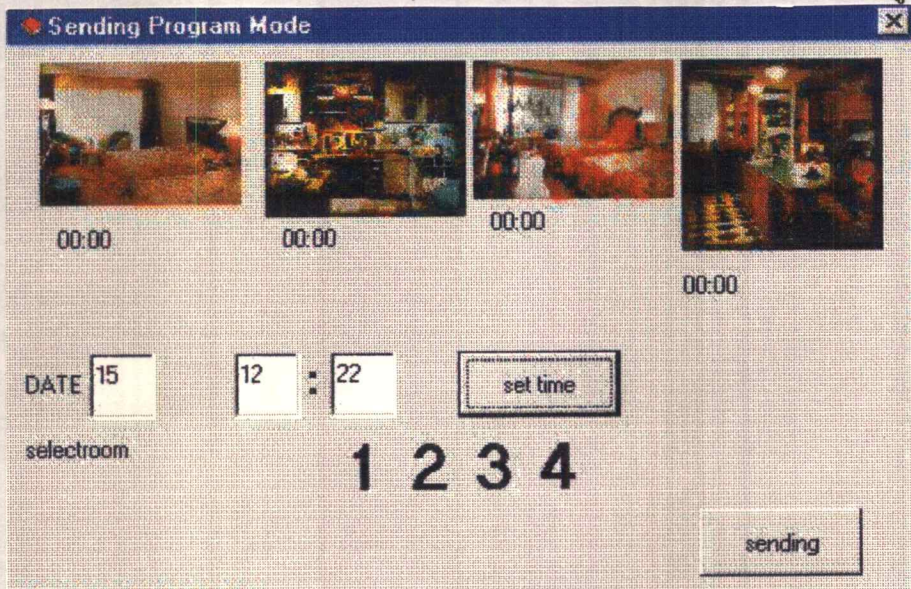 Sending Program Mode
00:00 00:00 00:00
00:00
DATE 15 12 : 22 set time
selectroom
1 2 3 4
sending